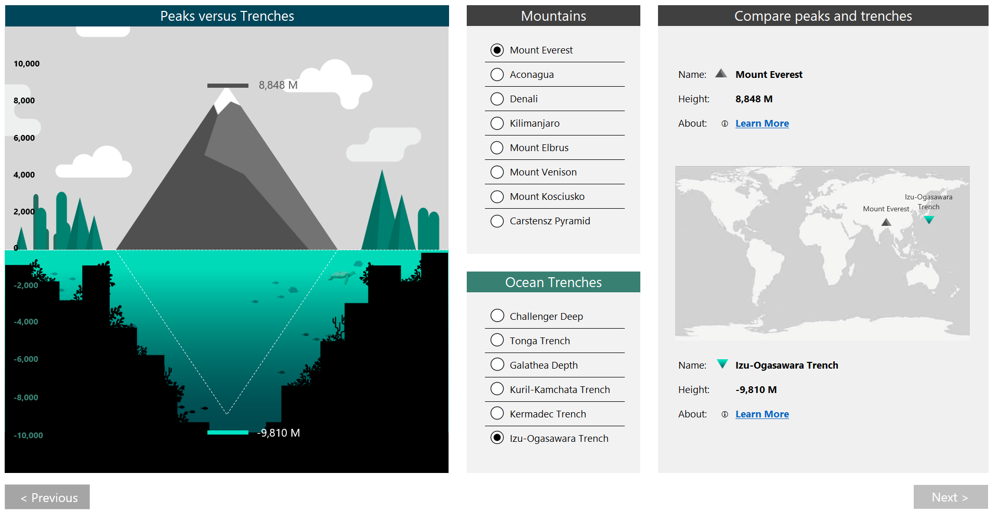 Peaks versus Trenches
10,000
8,848 M
8,000
6,000
4,000
2,000
0
-2,000
-4,000
-6,000
-8,000
-10,000
-9,810 M
Mountains
Mount Everest
Aconagua
Denali
Kilimanjaro
Mount Elbrus
Mount Venison
Mount Kosciusko
Carstensz Pyramid
Ocean Trenches
Challenger Deep
Tonga Trench
Galathea Depth
Kuril-Kamchata Trench
Kermadec Trench
Izu-Ogasawara Trench
Compare peaks and trenches
Name: Mount Everest
Height: 8,848 M
About: Learn More
Izu-Ogasawara
Trench
Mount Everest
Name: Izu-Ogasawara Trench
Height: -9,810 M
About: Learn More
< Previous
Next >